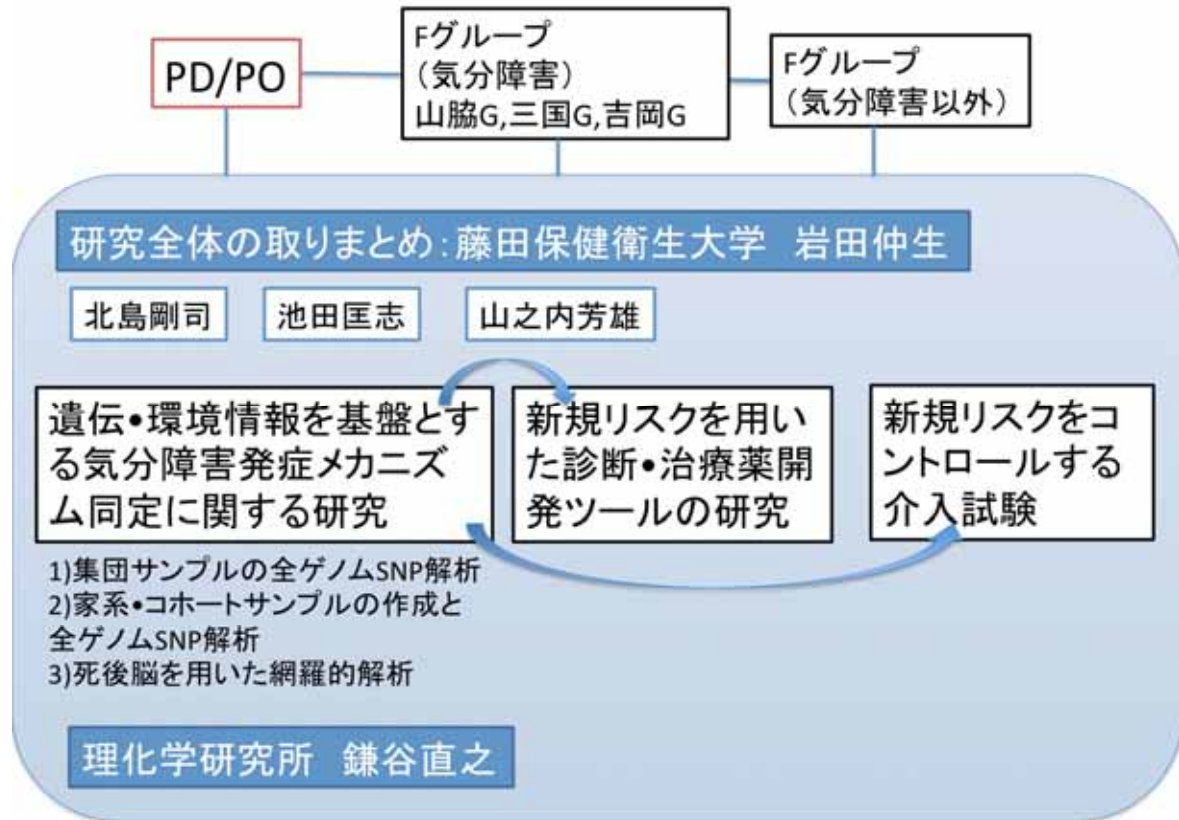 PD/PO
Fグループ
（気分障害）
山脇G,三国G,吉岡G
Fグループ
（気分障害以外）
研究全体の取りまとめ：藤田保健衛生大学　岩田仲生
北島剛司
池田匡志
山之内芳雄
遺伝•環境情報を基盤とす
る気分障害発症メカニズ
ム同定に関する研究
新規リスクを用い
た診断•治療薬開
発ツールの研究
新規リスクをコ
ントロールする
介入試験
1)集団サンプルの全ゲノムSNP解析
2)家系•コホートサンプルの作成と
全ゲノムSNP解析
3)死後脳を用いた網羅的解析
理化学研究所　鎌谷直之